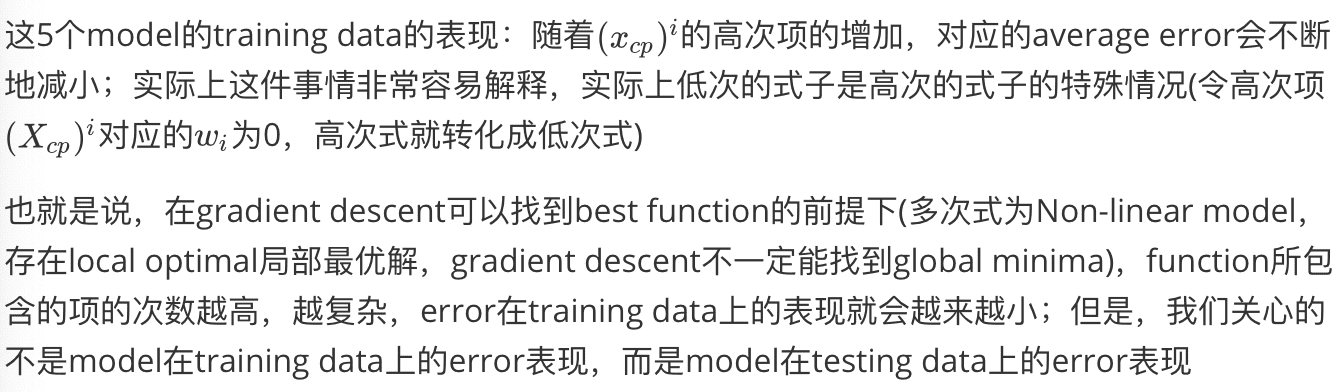 这5个model的training data的表现：随着$(x_{cp})^i$的高次项的增加，对应的average error会不断
地减小；实际上这件事情非常容易解释，实际上低次的式子是高次的式子的特殊情况(令高次项
$(X_{cp})^i$对应的$w_i$为0，高次式就转化成低次式)
也就是说，在gradient descent可以找到best function的前提下(多次式为Non-linear model，
存在local optimal局部最优解，gradient descent不一定能找到global minima)，function所包
含的项的次数越高，越复杂，error在training data上的表现就会越来越小；但是，我们关心的
不是model在training data上的error表现，而是model在testing data上的error表现